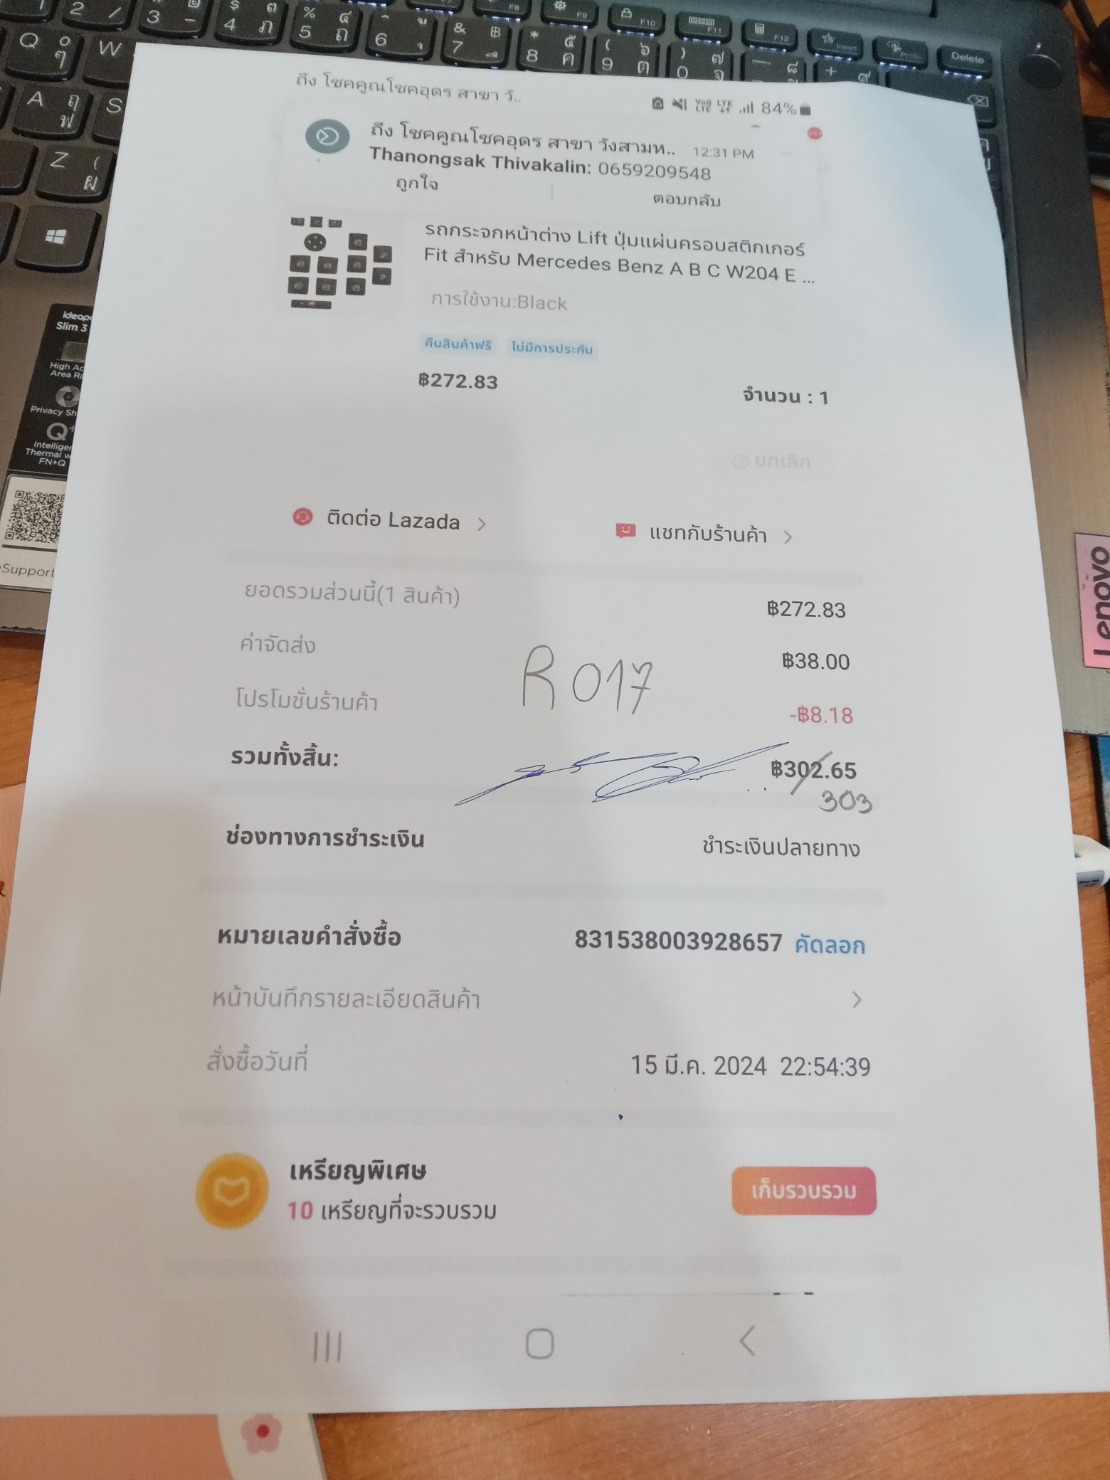 Q
W
A ฤ ฟ
S
Z ( ผ
Delete
ideapad
Slim 3
Lenovo
ถึง โชคคูณโชคอุดร สาขา วั..
84%
ถึง โชคคูณโชคอุดร สาขา วังสามห.. 12:31 PM
Thanongsak Thivakalin: 0659209548
ถูกใจ ตอบกลับ
รถกระจกหน้าต่าง Lift ปุ่มแผ่นครอบสติกเกอร์
Fit สำหรับ Mercedes Benz A B C W204 E ...
การใช้งาน:Black
คืนสินค้าฟรี ไม่มีการประกัน
฿272.83 จำนวน : 1
ยกเลิก
ติดต่อ Lazada > แชทกับร้านค้า >
ยอดรวมส่วนนี้(1 สินค้า) ฿272.83
ค่าจัดส่ง ฿38.00
R 017
โปรโมชั่นร้านค้า -฿8.18
รวมทั้งสิ้น: ฿302.65
303
ช่องทางการชำระเงิน ชำระเงินปลายทาง
หมายเลขคำสั่งซื้อ 831538003928657 คัดลอก
หน้าบันทึกรายละเอียดสินค้า >
สั่งซื้อวันที่ 15 มี.ค. 2024 22:54:39
เหรียญพิเศษ
10 เหรียญที่จะรวบรวม
เก็บรวบรวม